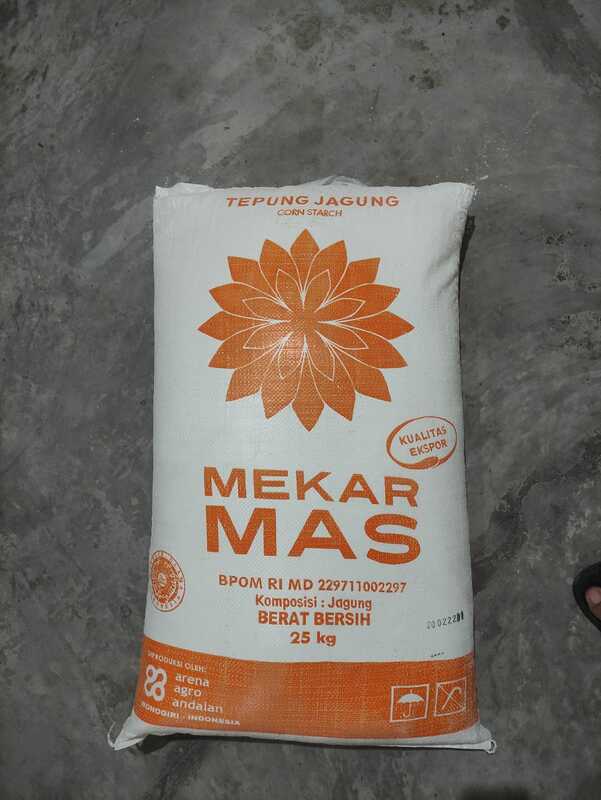 TEPUNG JAGUNG
CORN STARCH
KUALITAS
EKSPOR
MEKAR
MAS
BPOM RI MD 229711002297
Komposisi : Jagung
BERAT BERSIH
25 kg
DIPRODUKSI OLEH:
arena
agro
andalan
WONOGIRI - INDONESIA